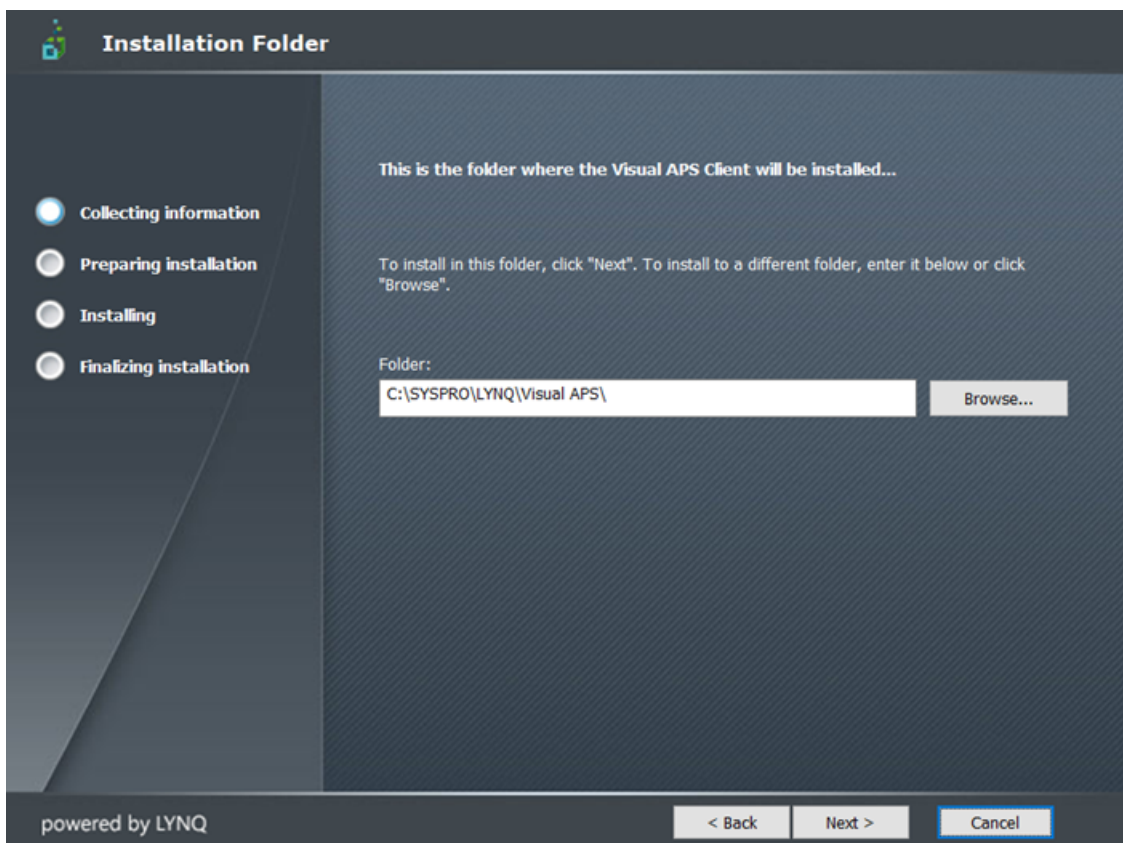 Installation Folder
This is the folder where the Visual APS Client will be installed...
Collecting information
Preparing installation
Installing
Finalizing installation
To install in this folder, click "Next". To install to a different folder, enter it below or click
"Browse".
Folder:
C:\SYSPRO\LYNQ\Visual APS\
Browse...
powered by LYNQ
< Back
Next >
Cancel